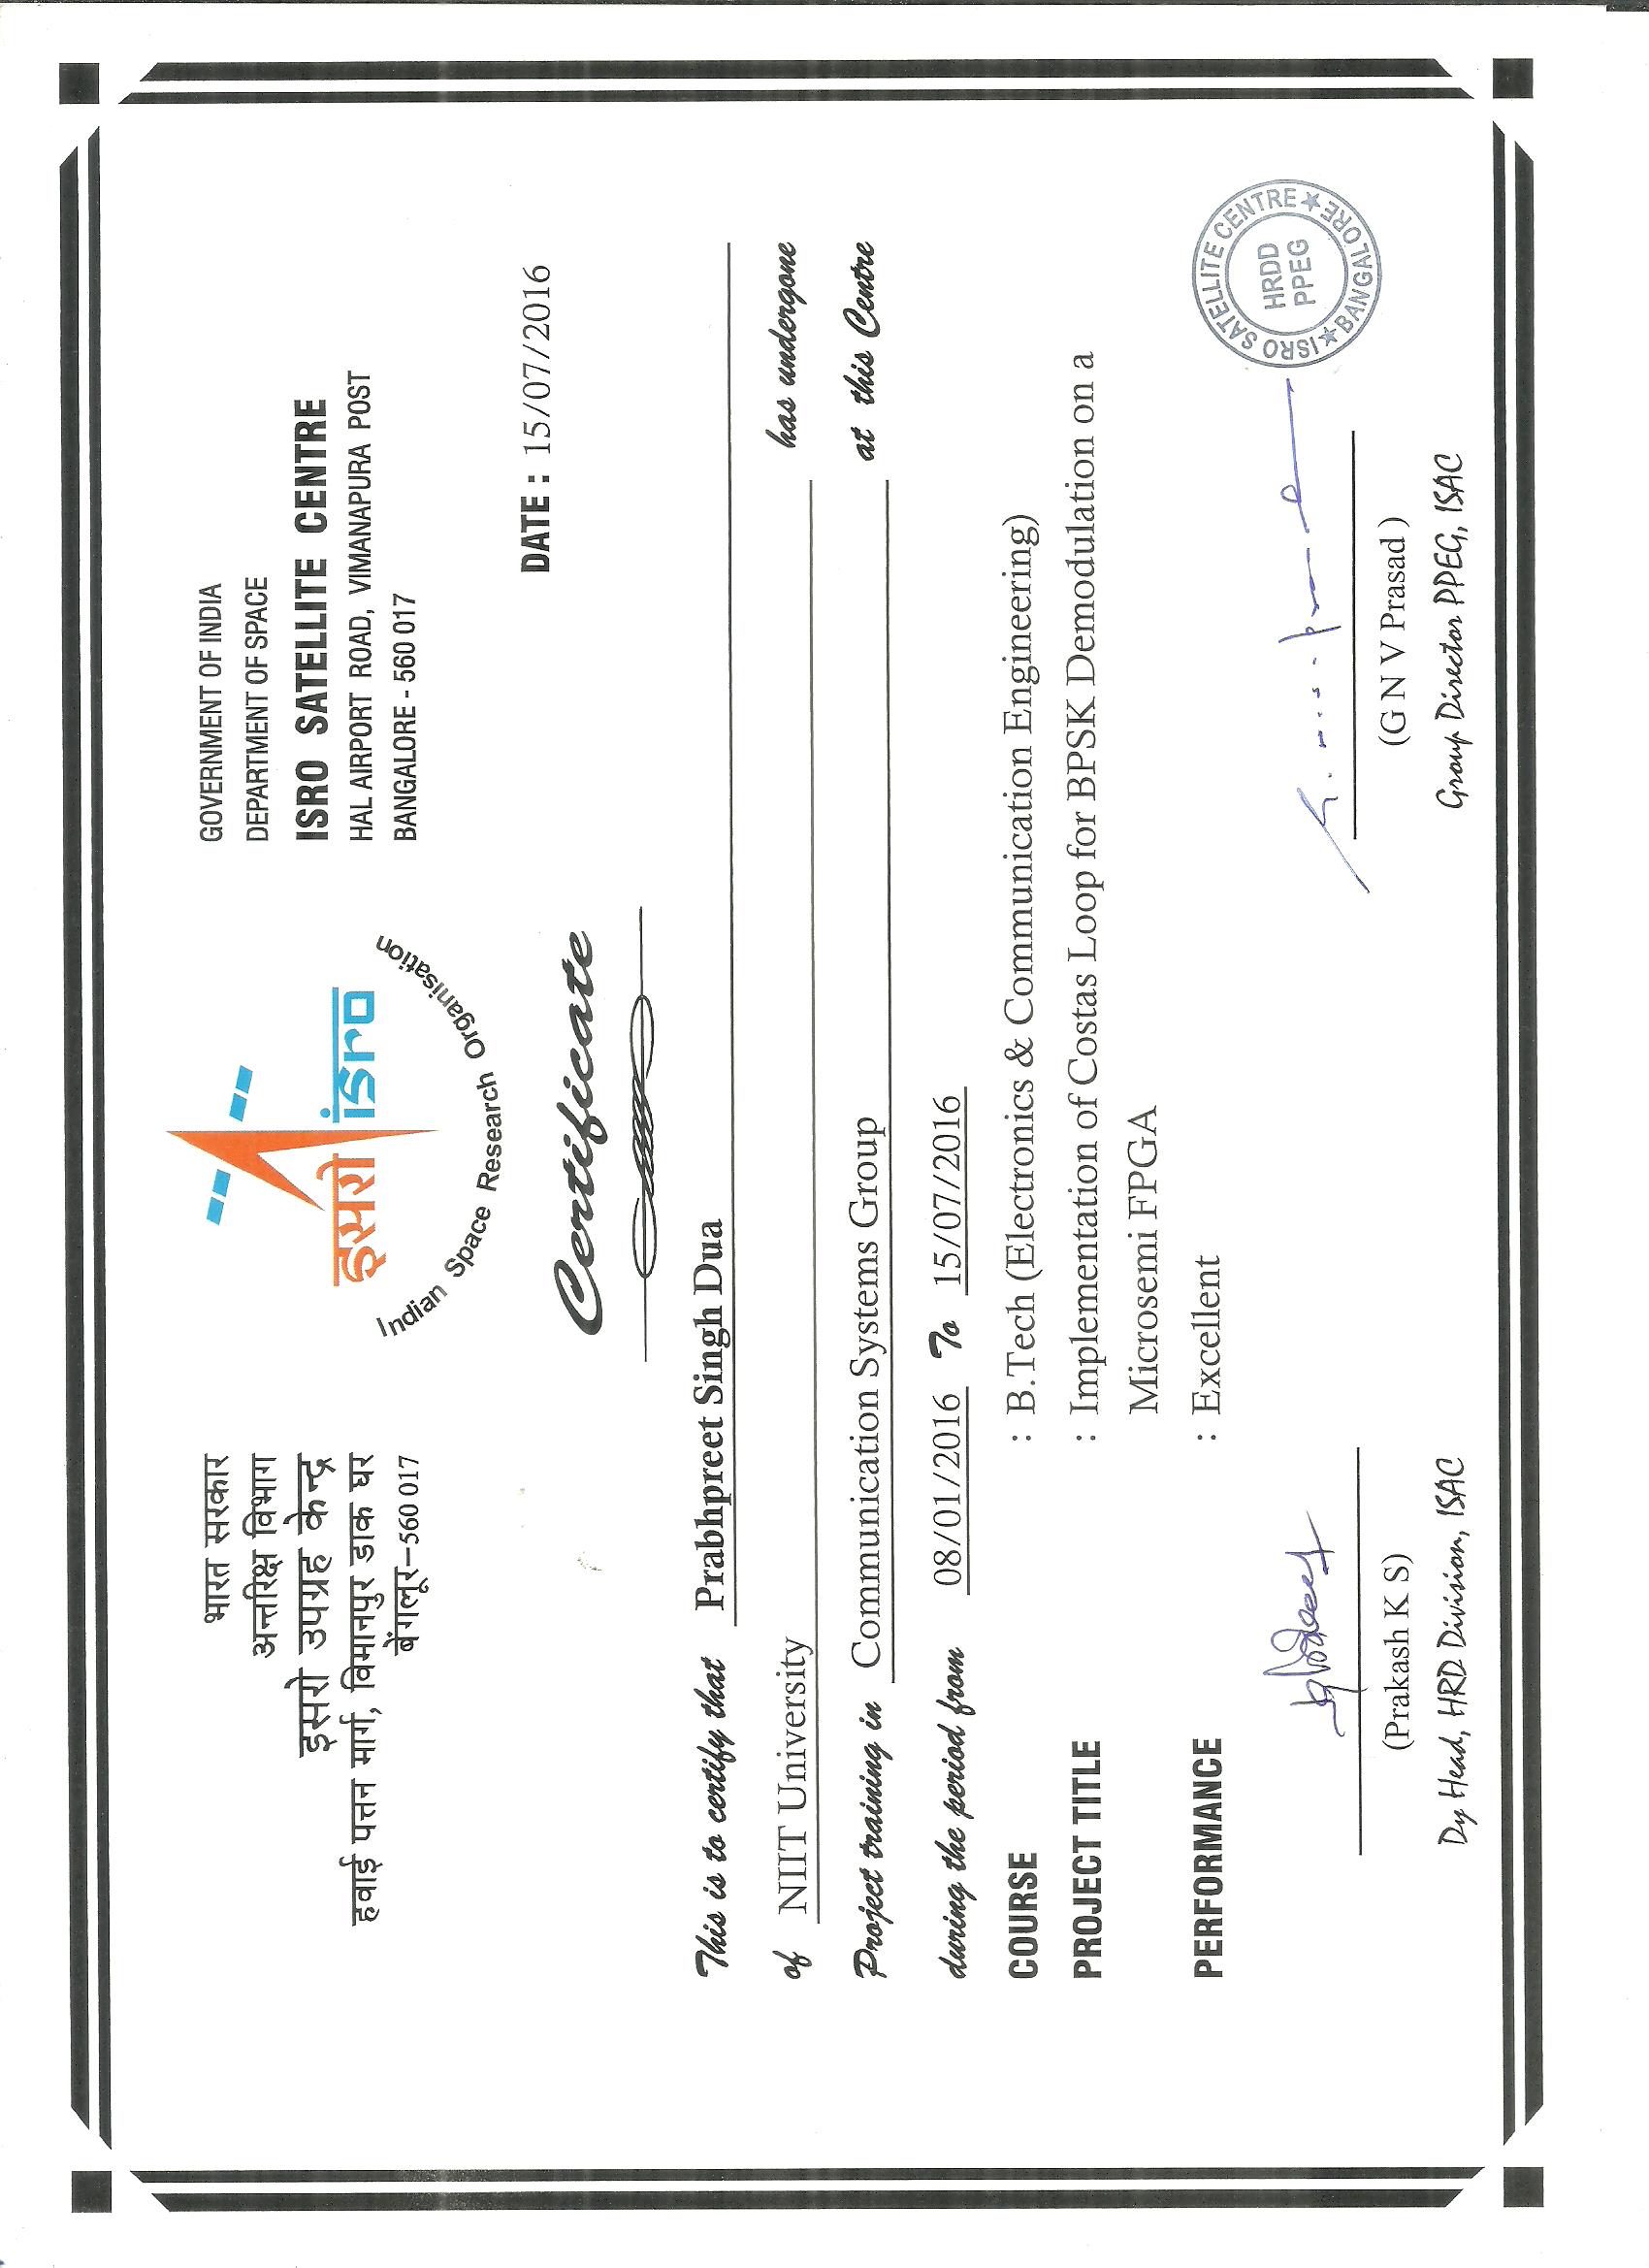 भारत सरकार
अन्तरिक्ष विभाग
इसरो उपग्रह केन्द्र
हवाई पत्तन मार्ग, विमानपुर डाक घर
बेंगलूर–560 017
इसरो isro
Indian Space Research Organisation
GOVERNMENT OF INDIA
DEPARTMENT OF SPACE
ISRO SATELLITE CENTRE
HAL AIRPORT ROAD, VIMANAPURA POST
BANGALORE - 560 017
DATE : 15/07/2016
Certificate
This is to certify that Prabhpreet Singh Dua
of NIIT University has undergone
Project training in Communication Systems Group at this Centre
during the period from 08/01/2016 To 15/07/2016
COURSE : B.Tech (Electronics & Communication Engineering)
PROJECT TITLE : Implementation of Costas Loop for BPSK Demodulation on a
Microsemi FPGA
PERFORMANCE : Excellent
ISRO SATELLITE CENTRE
HRDD
PPEG
BANGALORE
(Prakash K S)
Dy Head, HRD Division, ISAC
(G N V Prasad )
Group Director PPEG, ISAC